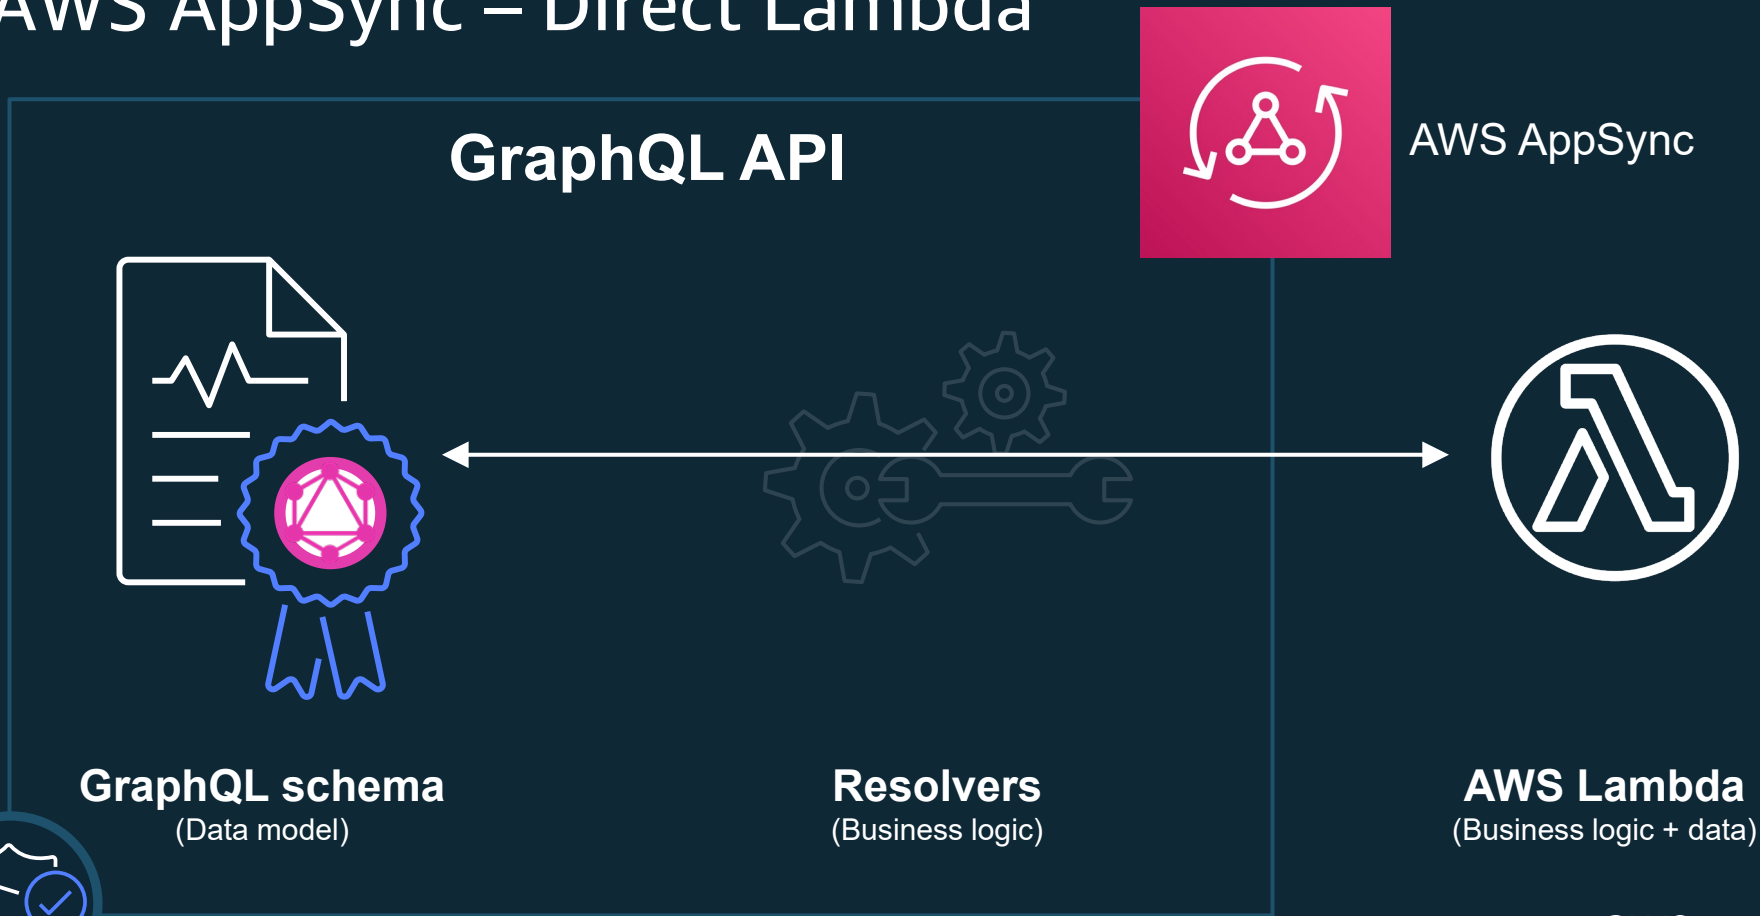 AWS AppSync – Direct Lambda
GraphQL API
AWS AppSync
GraphQL schema
(Data model)
Resolvers
(Business logic)
AWS Lambda
(Business logic + data)